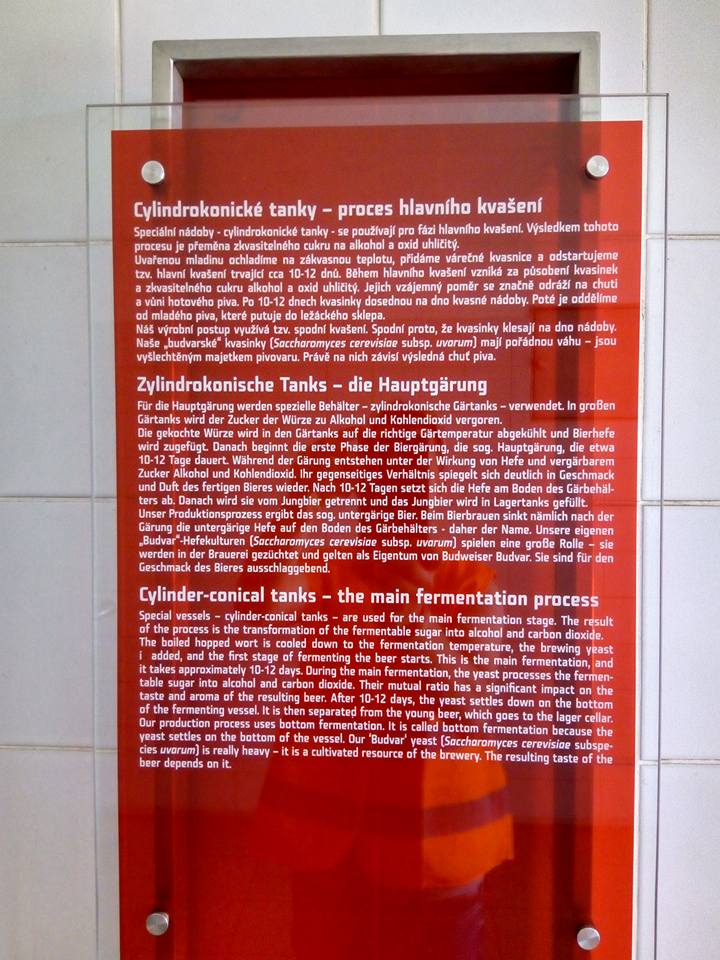 Cylindrokonické tanky – proces hlavního kvašení
Speciální nádoby - cylindrokonické tanky - se používají pro fázi hlavního kvašení. Výsledkem tohoto
procesu je přeměna zkvasitelného cukru na alkohol a oxid uhličitý.
Uvařenou mladinu ochladíme na zákvasnou teplotu, přidáme várečné kvasnice a odstartujeme
tzv. hlavní kvašení trvající cca 10-12 dnů. Během hlavního kvašení vzniká za působení kvasinek
a zkvasitelného cukru alkohol a oxid uhličitý. Jejich vzájemný poměr se značně odráží na chuti
a vůni hotového piva. Po 10-12 dnech kvasinky dosednou na dno kvasné nádoby. Poté je oddělíme
od mladého piva, které putuje do ležáckého sklepa.
Náš výrobní postup využívá tzv. spodní kvašení. Spodní proto, že kvasinky klesají na dno nádoby.
Naše „budvarské“ kvasinky (Saccharomyces cerevisiae subsp. uvarum) mají pořádnou váhu – jsou
vyšlechtěným majetkem pivovaru. Právě na nich závisí výsledná chuť piva.
Zylindrokonische Tanks – die Hauptgärung
Für die Hauptgärung werden spezielle Behälter – zylindrokonische Gärtanks – verwendet. In großen
Gärtanks wird der Zucker der Würze zu Alkohol und Kohlendioxid vergoren.
Die gekochte Würze wird in den Gärtanks auf die richtige Gärtemperatur abgekühlt und Bierhefe
wird zugefügt. Danach beginnt die erste Phase der Biergärung, die sog. Hauptgärung, die etwa
10-12 Tage dauert. Während der Gärung entstehen unter der Wirkung von Hefe und vergärbarem
Zucker Alkohol und Kohlendioxid. Ihr gegenseitiges Verhältnis spiegelt sich deutlich in Geschmack
und Duft des fertigen Bieres wieder. Nach 10-12 Tagen setzt sich die Hefe am Boden des Gärbehäl-
ters ab. Danach wird sie vom Jungbier getrennt und das Jungbier wird in Lagertanks gefüllt.
Unser Produktionsprozess ergibt das sog. untergärige Bier. Beim Bierbrauen sinkt nämlich nach der
Gärung die untergärige Hefe auf den Boden des Gärbehälters - daher der Name. Unsere eigenen
„Budvar“-Hefekulturen (Saccharomyces cerevisiae subsp. uvarum) spielen eine große Rolle – sie
werden in der Brauerei gezüchtet und gelten als Eigentum von Budweiser Budvar. Sie sind für den
Geschmack des Bieres ausschlaggebend.
Cylinder-conical tanks – the main fermentation process
Special vessels – cylinder-conical tanks – are used for the main fermentation stage. The result
of the process is the transformation of the fermentable sugar into alcohol and carbon dioxide.
The boiled hopped wort is cooled down to the fermentation temperature, the brewing yeast
i added, and the first stage of fermenting the beer starts. This is the main fermentation, and
it takes approximately 10-12 days. During the main fermentation, the yeast processes the fermen-
table sugar into alcohol and carbon dioxide. Their mutual ratio has a significant impact on the
taste and aroma of the resulting beer. After 10-12 days, the yeast settles down on the bottom
of the fermenting vessel. It is then separated from the young beer, which goes to the lager cellar.
Our production process uses bottom fermentation. It is called bottom fermentation because the
yeast settles on the bottom of the vessel. Our ‘Budvar’ yeast (Saccharomyces cerevisiae subspe-
cies uvarum) is really heavy – it is a cultivated resource of the brewery. The resulting taste of the
beer depends on it.